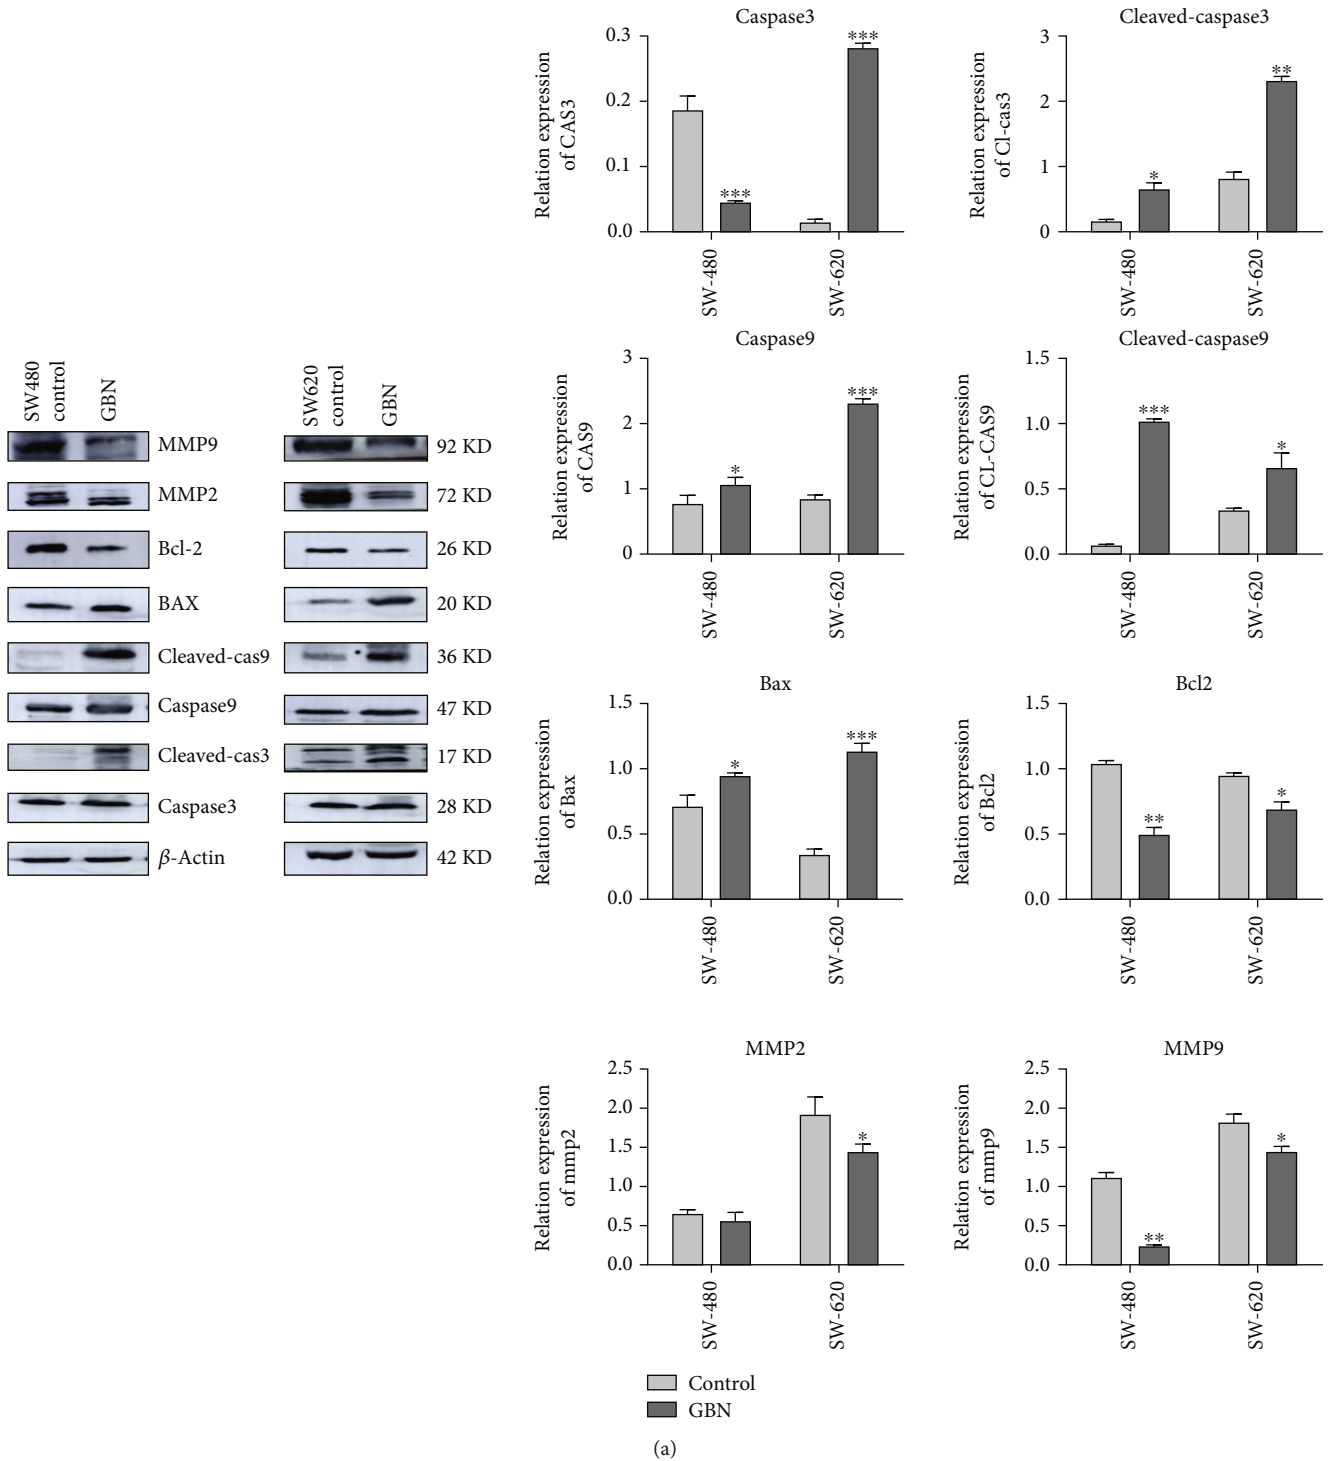 SW480
control
GBN
MMP9
MMP2
Bcl-2
BAX
Cleaved-cas9
Caspase9
Cleaved-cas3
Caspase3
β-Actin
SW620
control
GBN
92 KD
72 KD
26 KD
20 KD
36 KD
47 KD
17 KD
28 KD
42 KD
Caspase3
Relation expression
of CAS3
0.3
0.2
0.1
0.0
***
***
SW-480
SW-620
Cleaved-caspase3
Relation expression
of Cl-cas3
3
2
1
0
*
**
SW-480
SW-620
Caspase9
Relation expression
of CAS9
3
2
1
0
*
***
SW-480
SW-620
Cleaved-caspase9
Relation expression
of CL-CAS9
1.5
1.0
0.5
0.0
***
*
SW-480
SW-620
Bax
Relation expression
of Bax
1.5
1.0
0.5
0.0
*
***
SW-480
SW-620
Bcl2
Relation expression
of Bcl2
1.5
1.0
0.5
0.0
**
*
SW-480
SW-620
MMP2
Relation expression
of mmp2
2.5
2.0
1.5
1.0
0.5
0.0
*
SW-480
SW-620
MMP9
Relation expression
of mmp9
2.5
2.0
1.5
1.0
0.5
0.0
**
*
SW-480
SW-620
Control
GBN
(a)